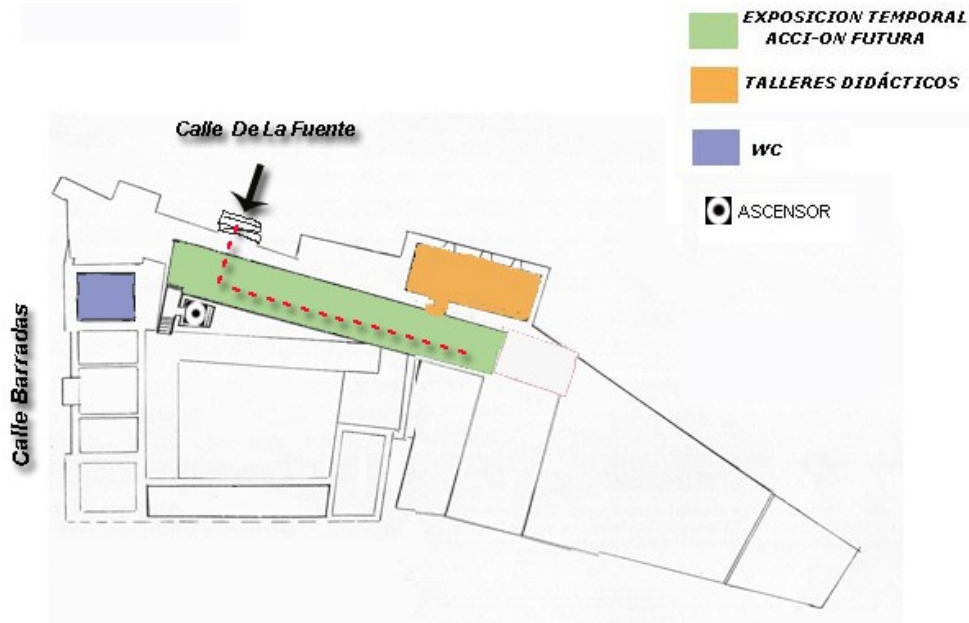 EXPOSICION TEMPORAL
ACCI-ON FUTURA
TALLERES DIDÁCTICOS
WC
ASCENSOR
Calle De La Fuente
Calle Barradas